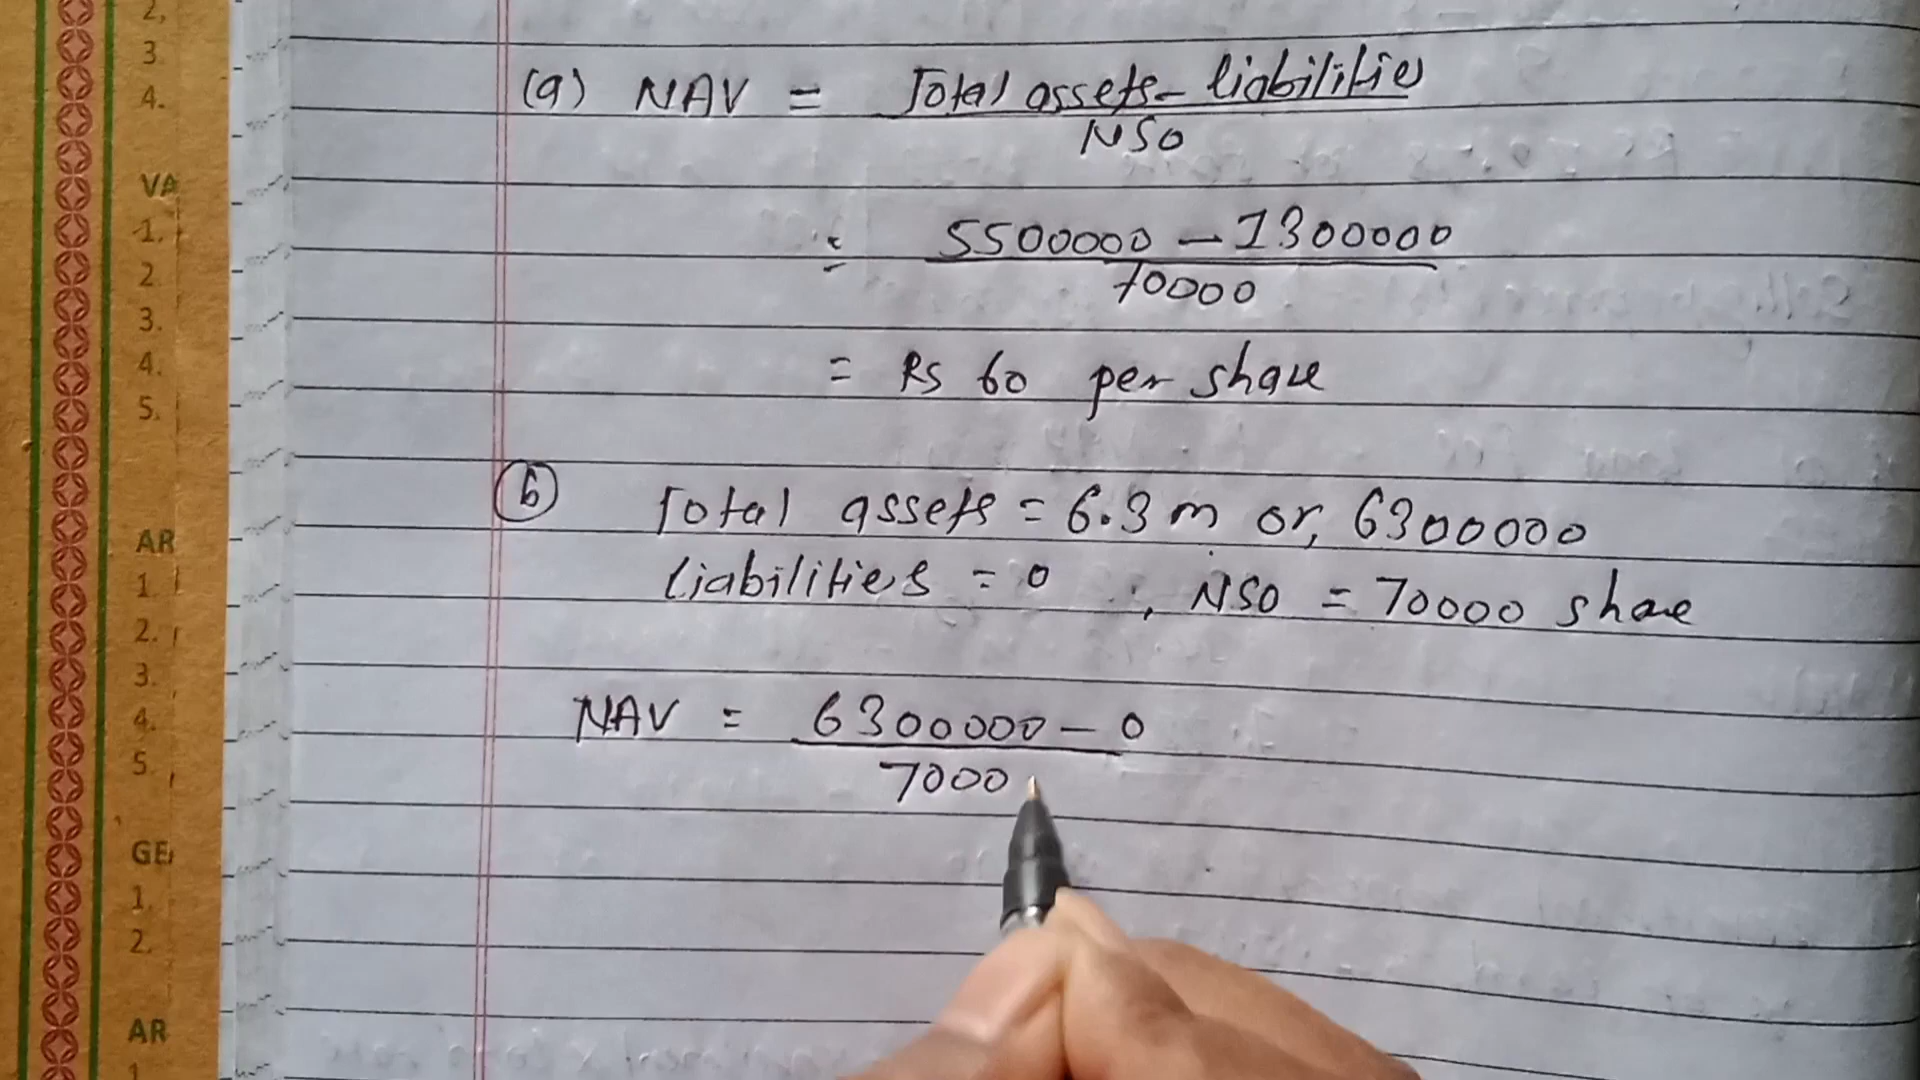 2,
3
4.
VA
1.
2
3.
4.
5.
AR
1.
2.
3.
4.
5.
GE
1.
2.
AR
1
(a) NAV = Total assets - liabilities
NSO
= 5500000 - 1300000
70000
= Rs 60 per share
(b) Total assets = 6.3 m or, 6300000
liabilities = 0 , NSO = 70000 share
NAV = 6300000 - 0
7000